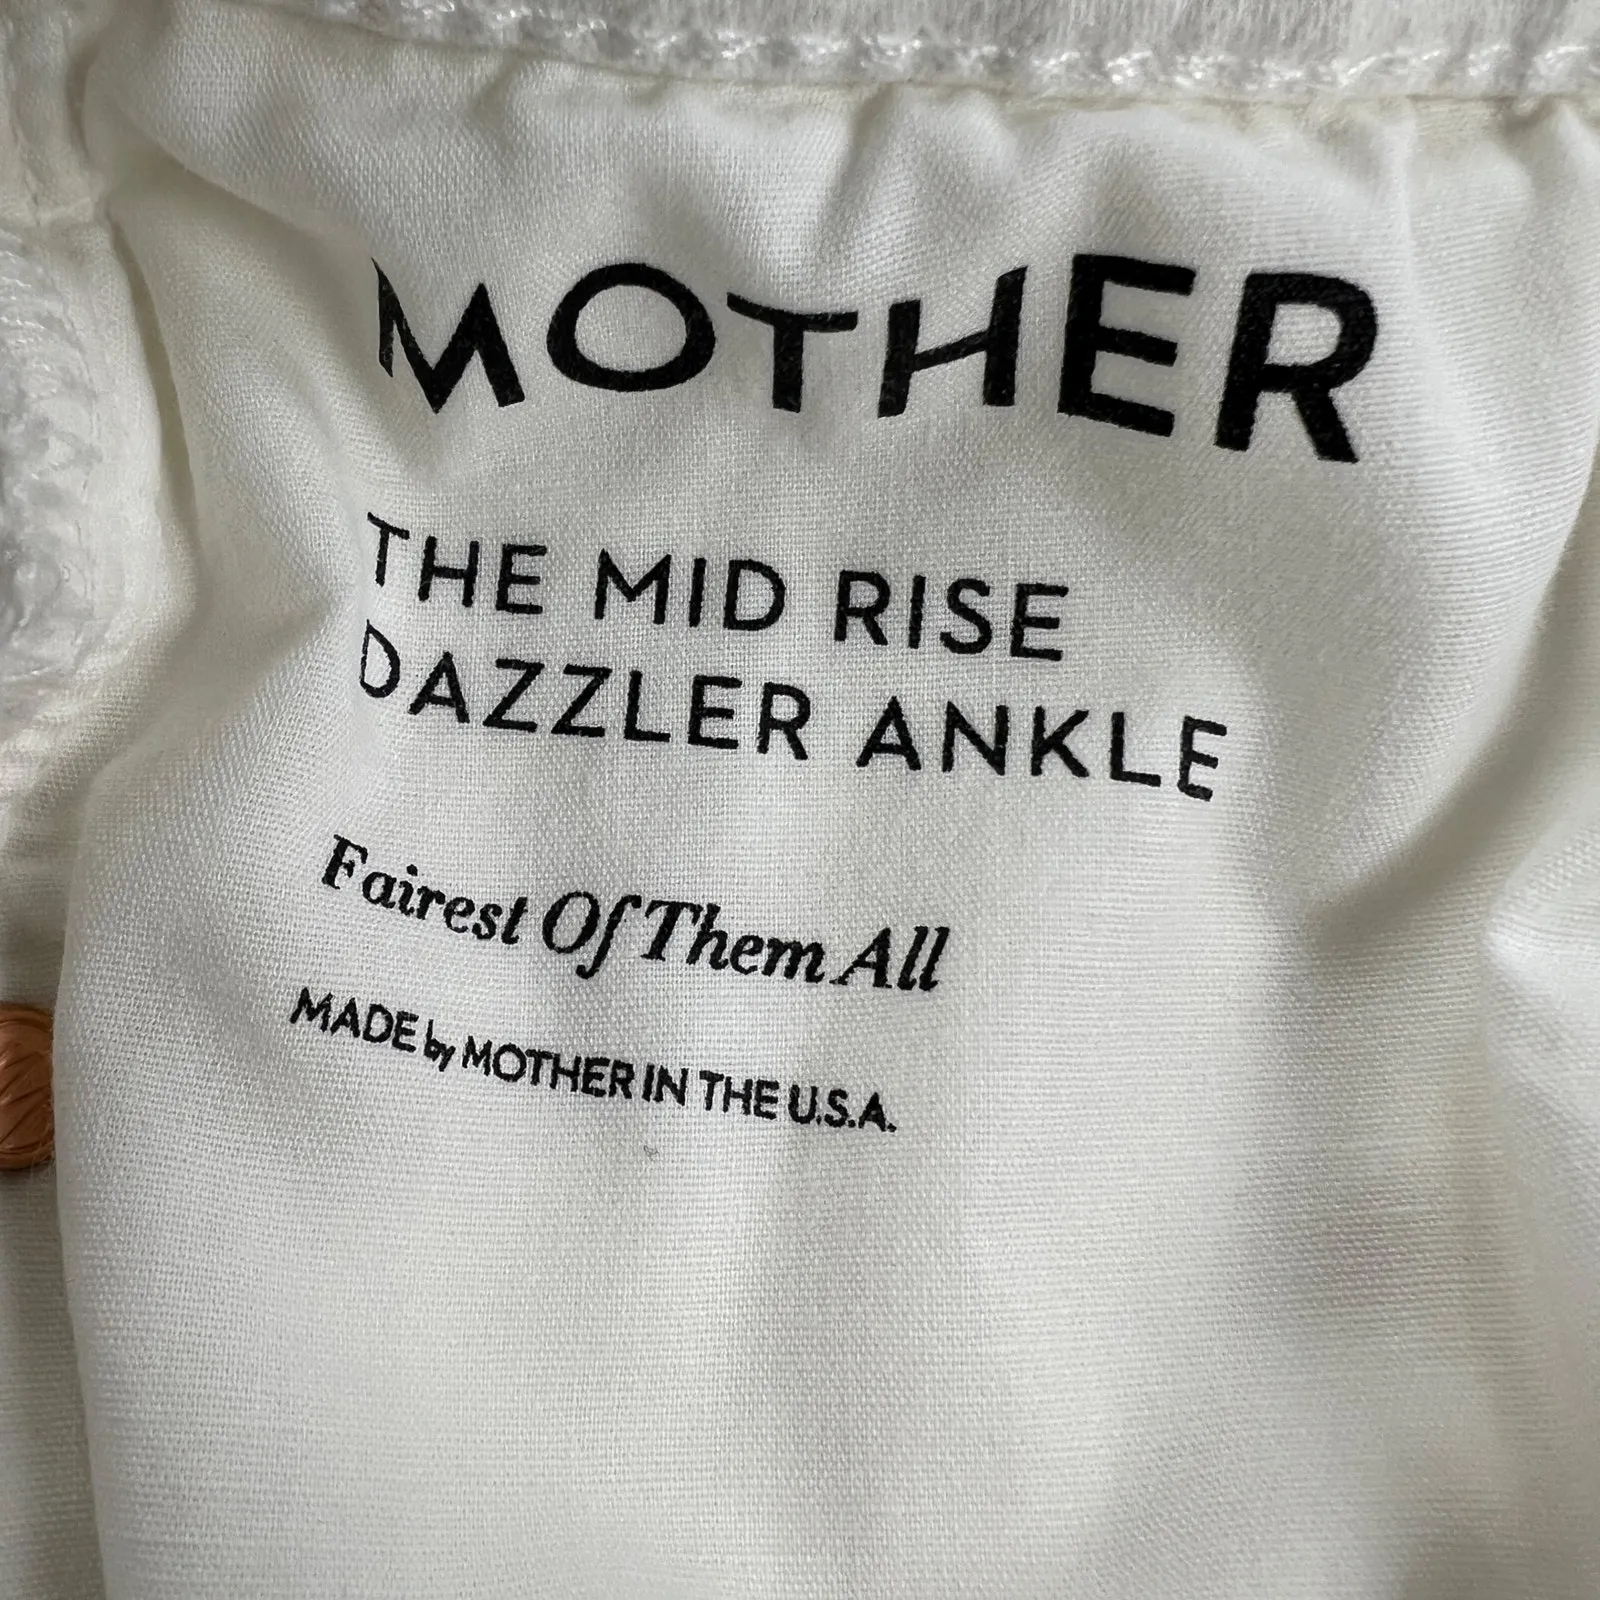 MOTHER
THE MID RISE
DAZZLER ANKLE
Fairest Of Them All
MADE by MOTHER IN THE U.S.A.